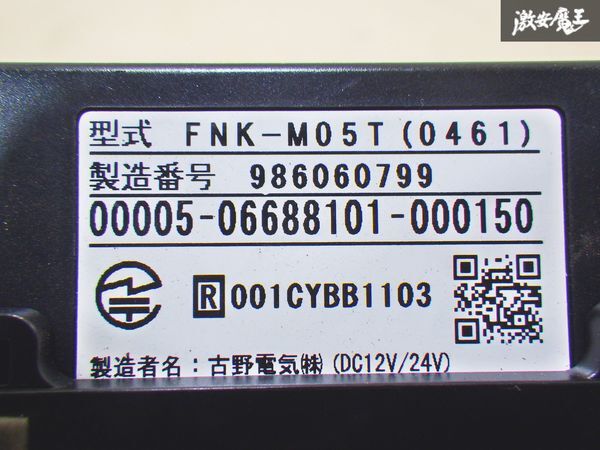 激安魔王
型式 FNK-M05T(0461)
製造番号 986060799
00005-06688101-000150
R 001CYBB1103
製造者名:古野電気㈱ (DC12V/24V)